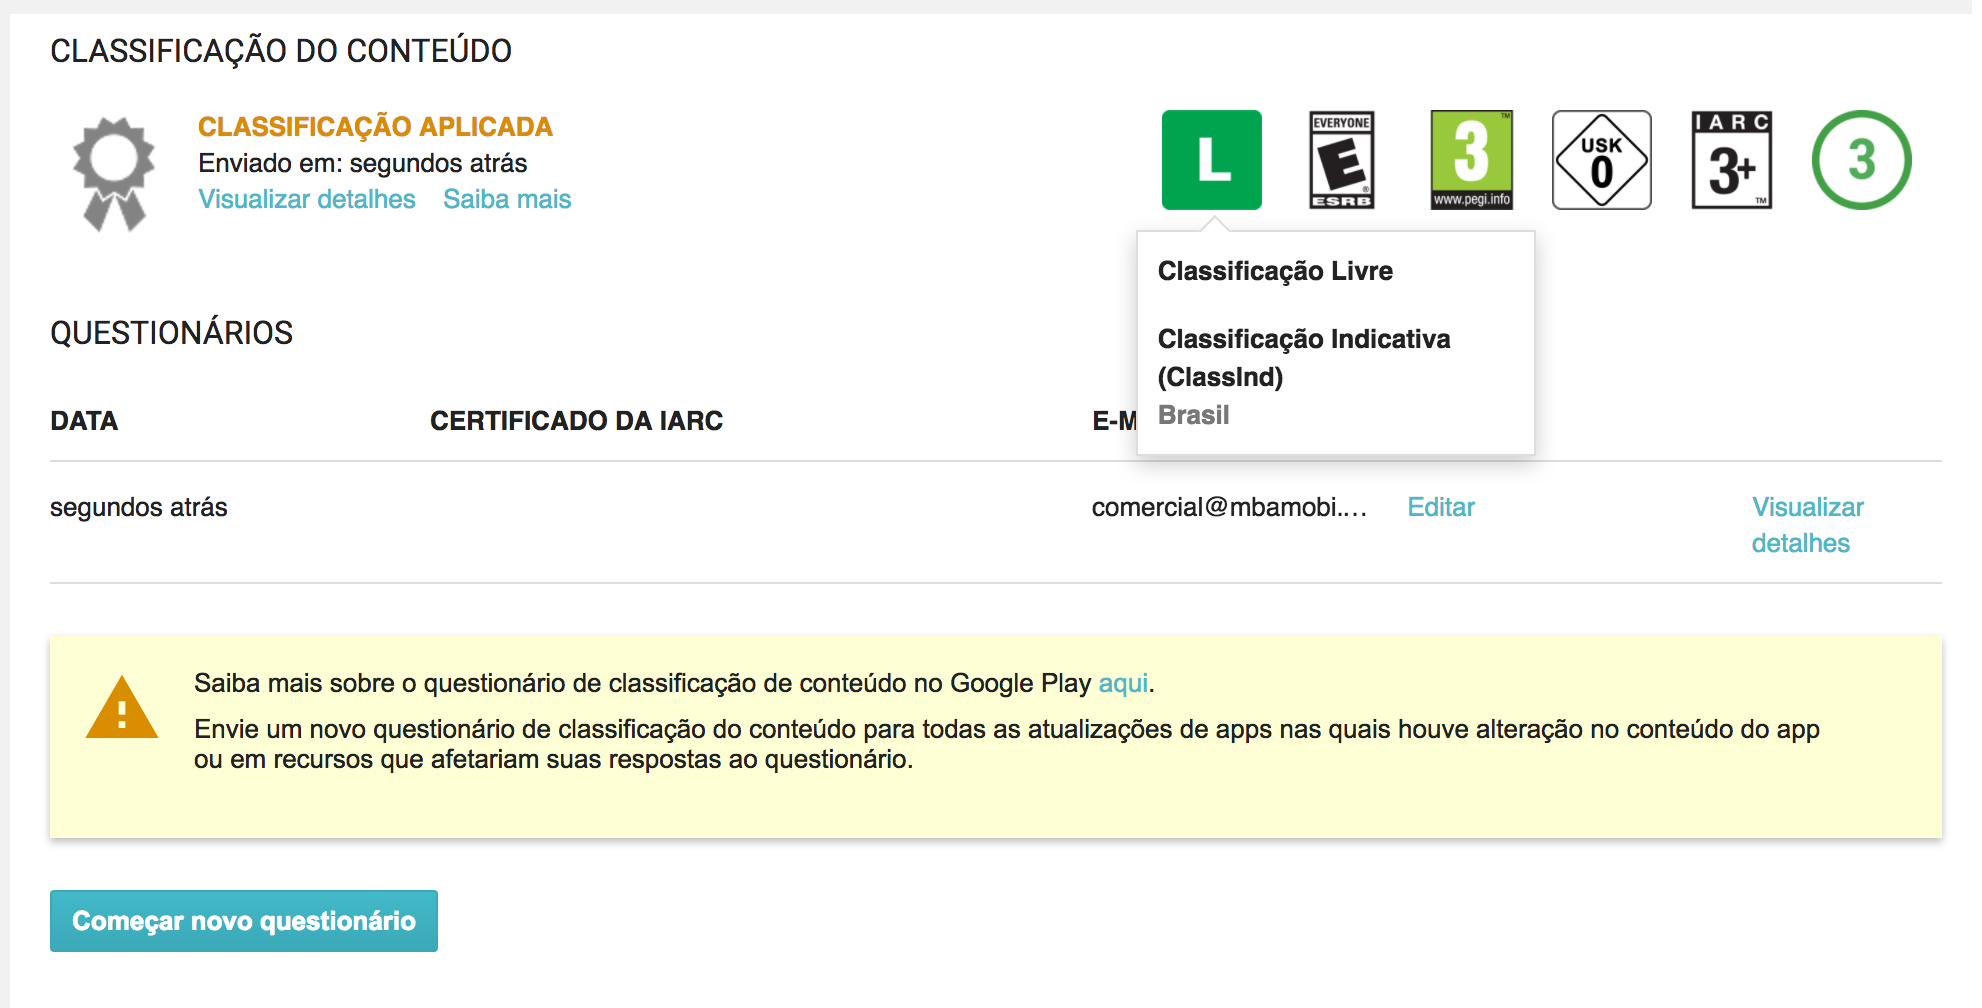 CLASSIFICAÇÃO DO CONTEÚDO
CLASSIFICAÇÃO APLICADA
Enviado em: segundos atrás
Visualizar detalhes Saiba mais
L
EVERYONE
E
®
ESRB
3
™
www.pegi.info
USK
0
IARC
3+
™
3
Classificação Livre
Classificação Indicativa
(ClassInd)
Brasil
QUESTIONÁRIOS
DATA CERTIFICADO DA IARC E-M
segundos atrás comercial@mbamobi.... Editar Visualizar
detalhes
Saiba mais sobre o questionário de classificação de conteúdo no Google Play aqui.
Envie um novo questionário de classificação do conteúdo para todas as atualizações de apps nas quais houve alteração no conteúdo do app
ou em recursos que afetariam suas respostas ao questionário.
Começar novo questionário